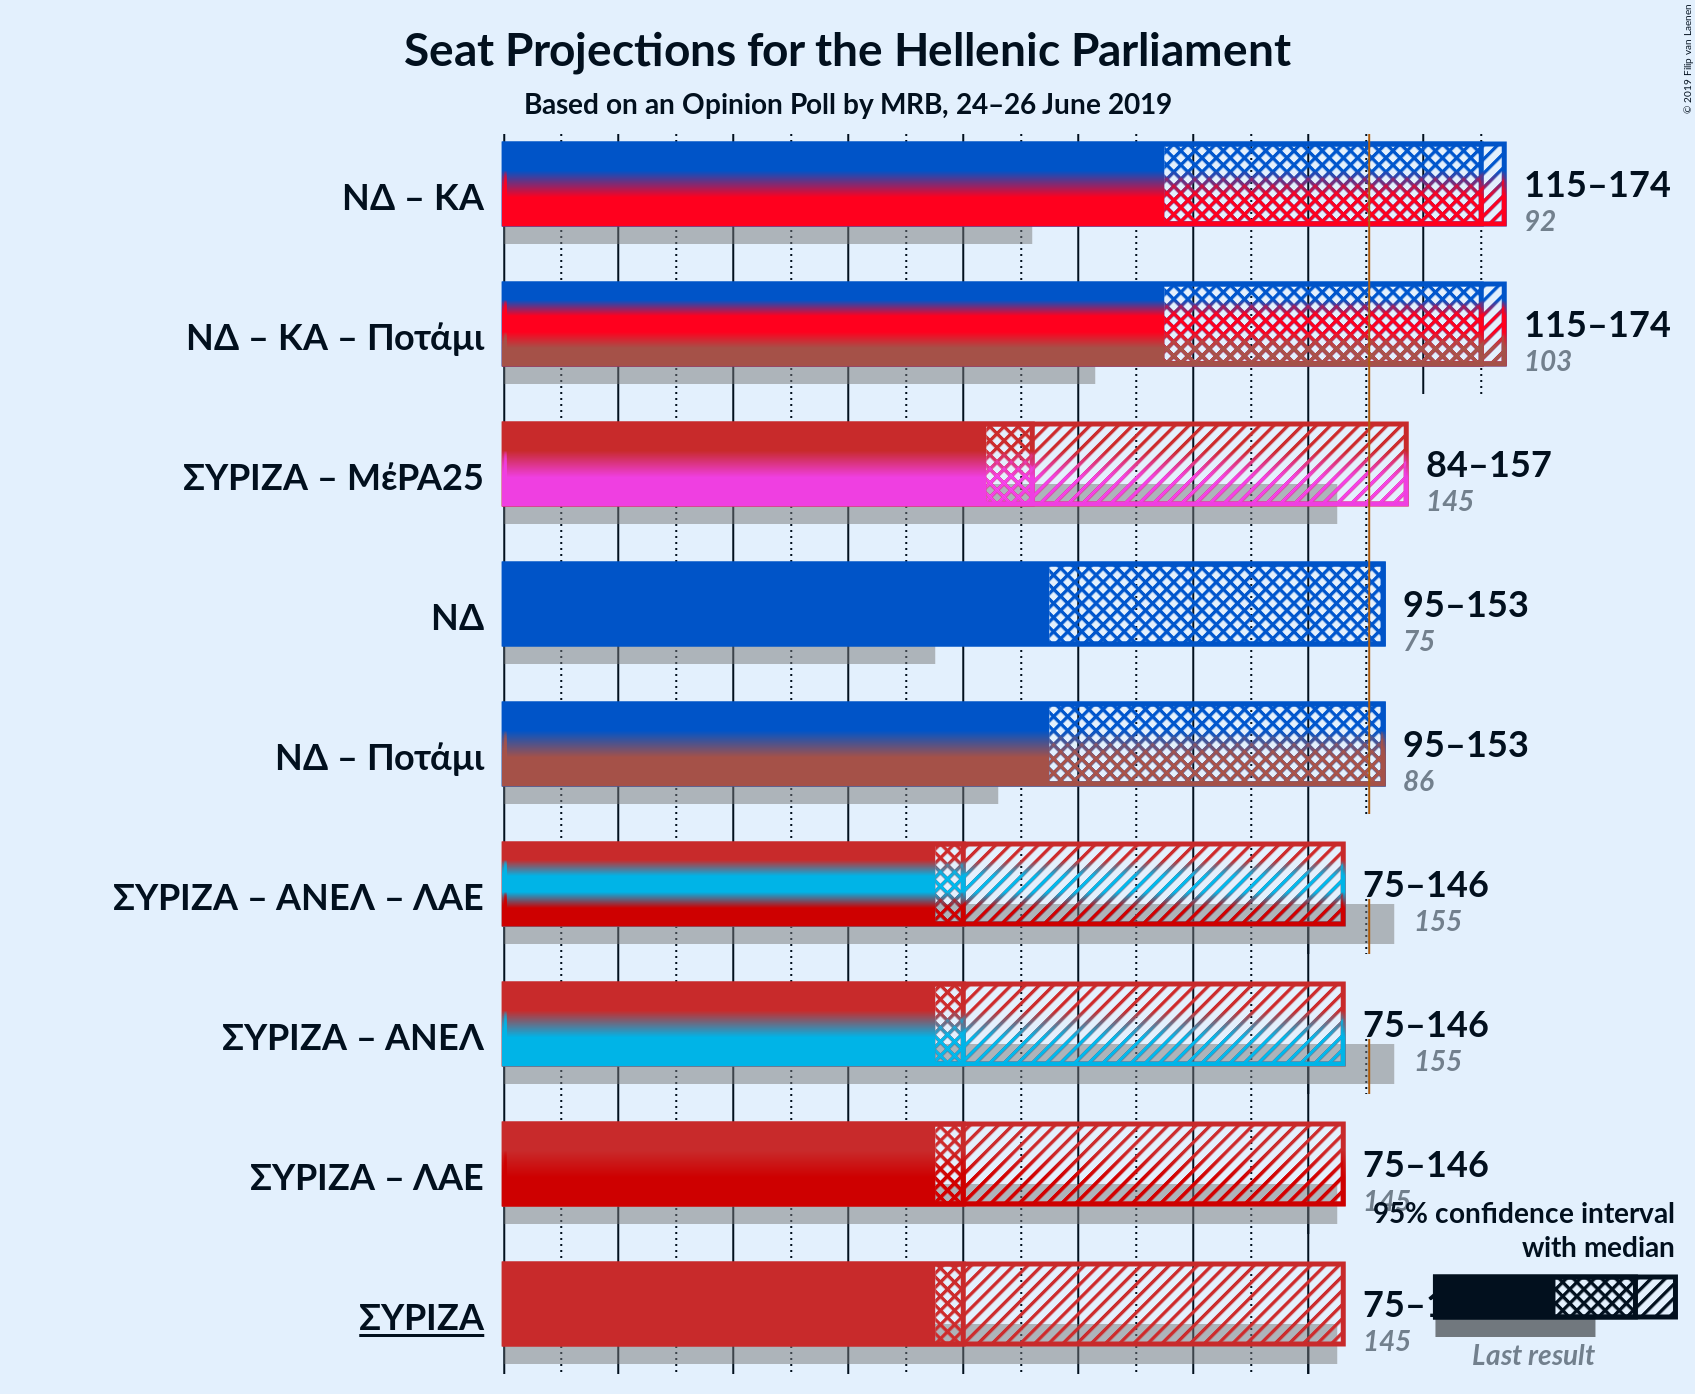 © 2019 Filip van Laenen
Seat Projections for the Hellenic Parliament
Based on an Opinion Poll by MRB, 24–26 June 2019
ΝΔ – ΚΑ
115–174
92
ΝΔ – ΚΑ – Ποτάμι
115–174
103
ΣΥΡΙΖΑ – ΜέΡΑ25
84–157
145
ΝΔ
95–153
75
ΝΔ – Ποτάμι
95–153
86
ΣΥΡΙΖΑ – ΑΝΕΛ – ΛΑΕ
75–146
155
ΣΥΡΙΖΑ – ΑΝΕΛ
75–146
155
ΣΥΡΙΖΑ – ΛΑΕ
75–146
145
95% confidence interval
with median
ΣΥΡΙΖΑ
145
Last result